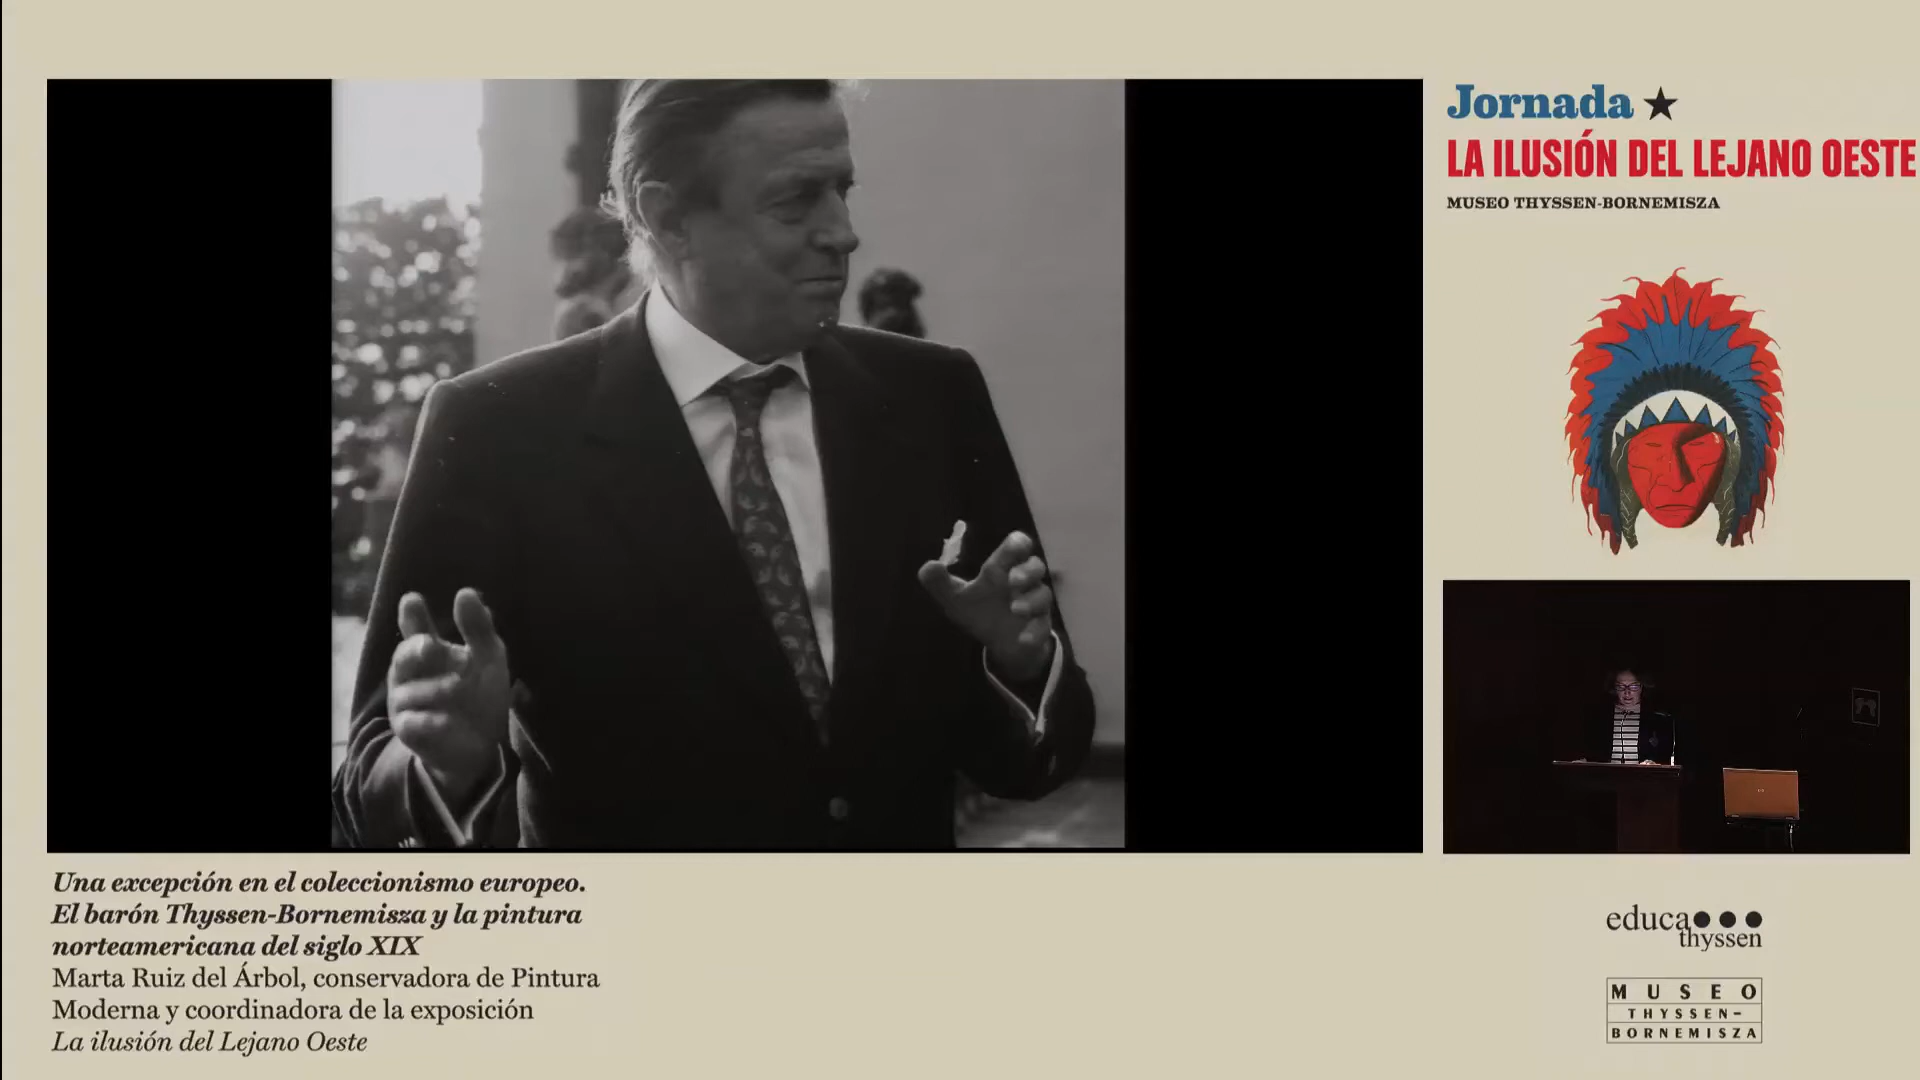 Jornada ★
LA ILUSIÓN DEL LEJANO OESTE
MUSEO THYSSEN-BORNEMISZA
Una excepción en el coleccionismo europeo.
El barón Thyssen-Bornemisza y la pintura
norteamericana del siglo XIX
Marta Ruiz del Árbol, conservadora de Pintura
Moderna y coordinadora de la exposición
La ilusión del Lejano Oeste
educa
thyssen
MUSEO
THYSSEN-
BORNEMISZA